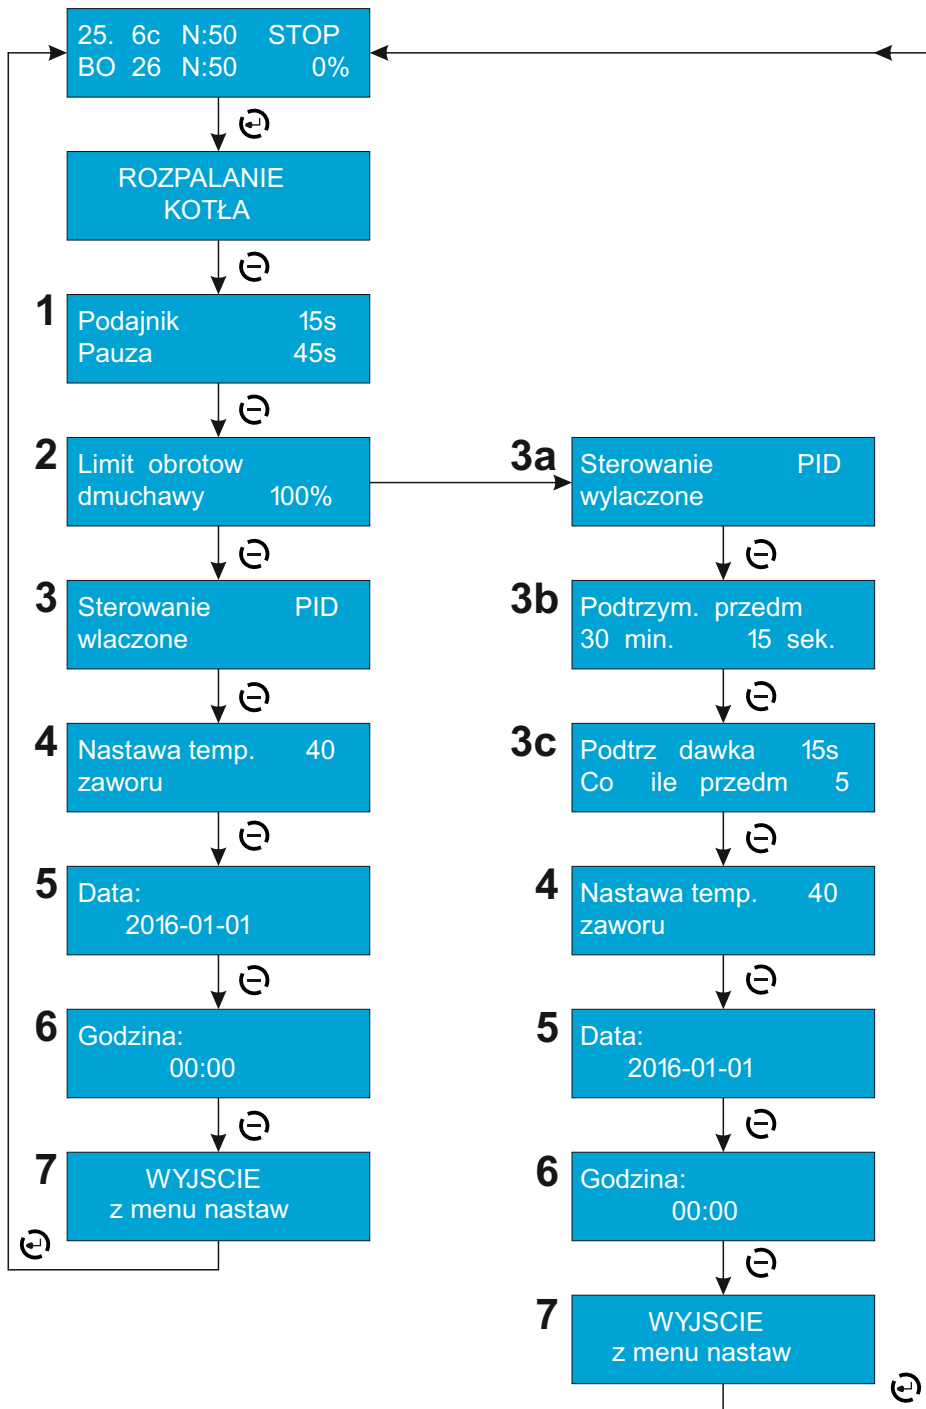 25. 6c N:50 STOP
BO 26 N:50 0%
ROZPALANIE
KOTŁA
1
Podajnik 15s
Pauza 45s
2
Limit obrotow
dmuchawy 100%
3
Sterowanie PID
wlaczone
4
Nastawa temp. 40
zaworu
5
Data:
2016-01-01
6
Godzina:
00:00
7
WYJSCIE
z menu nastaw
3a
Sterowanie PID
wylaczone
3b
Podtrzym. przedm
30 min. 15 sek.
3c
Podtrz dawka 15s
Co ile przedm 5
4
Nastawa temp. 40
zaworu
5
Data:
2016-01-01
6
Godzina:
00:00
7
WYJSCIE
z menu nastaw